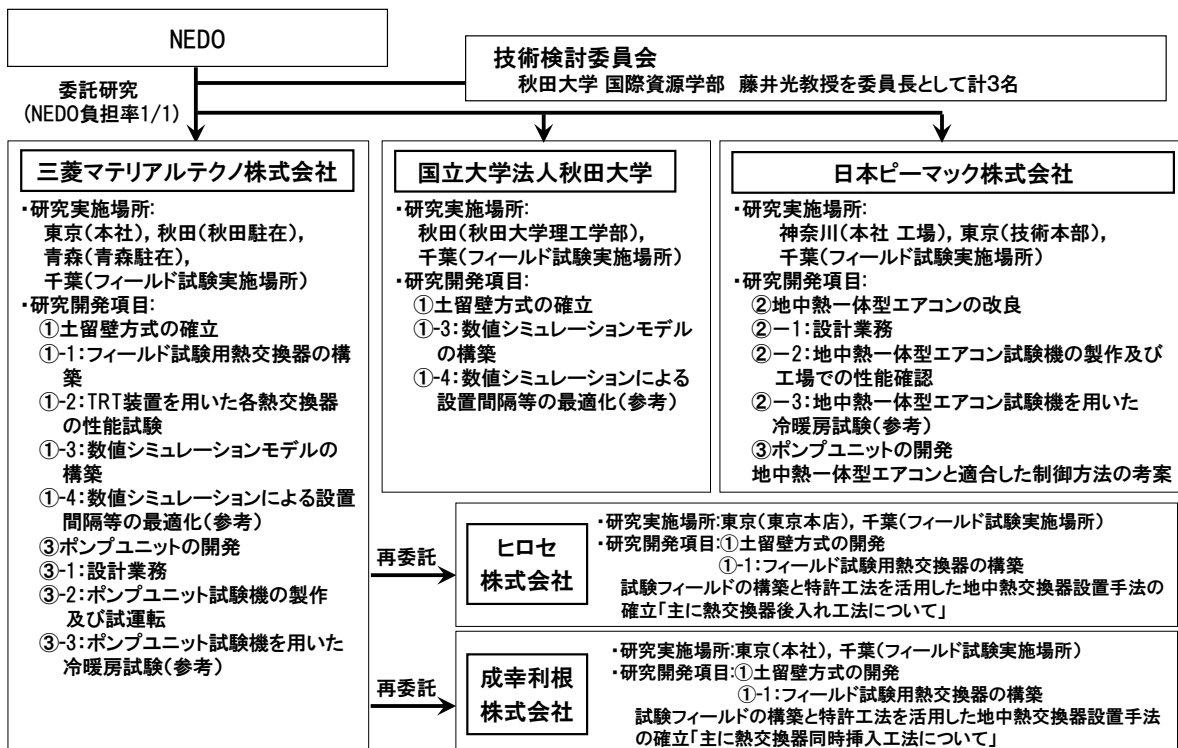 NEDO
技術検討委員会
秋田大学 国際資源学部 藤井光教授を委員長として計3名
委託研究
(NEDO負担率1/1)
三菱マテリアルテクノ株式会社
・研究実施場所:
東京(本社), 秋田(秋田駐在),
青森(青森駐在),
千葉(フィールド試験実施場所)
・研究開発項目:
①土留壁方式の確立
①-1:フィールド試験用熱交換器の構
築
①-2:TRT装置を用いた各熱交換器
の性能試験
①-3:数値シミュレーションモデルの
構築
①-4:数値シミュレーションによる設置
間隔等の最適化(参考)
③ポンプユニットの開発
③-1:設計業務
③-2:ポンプユニット試験機の製作
及び試運転
③-3:ポンプユニット試験機を用いた
冷暖房試験(参考)
国立大学法人秋田大学
・研究実施場所:
秋田(秋田大学理工学部),
千葉(フィールド試験実施場所)
・研究開発項目:
①土留壁方式の確立
①-3:数値シミュレーションモデル
の構築
①-4:数値シミュレーションによる
設置間隔等の最適化(参考)
日本ピーマック株式会社
・研究実施場所:
神奈川(本社 工場), 東京(技術本部),
千葉(フィールド試験実施場所)
・研究開発項目:
②地中熱一体型エアコンの改良
②－1:設計業務
②－2:地中熱一体型エアコン試験機の製作及び
工場での性能確認
②－3:地中熱一体型エアコン試験機を用いた
冷暖房試験(参考)
③ポンプユニットの開発
地中熱一体型エアコンと適合した制御方法の考案
再委託
ヒロセ
株式会社
・研究実施場所:東京(東京本店), 千葉(フィールド試験実施場所)
・研究開発項目:①土留壁方式の開発
①-1:フィールド試験用熱交換器の構築
試験フィールドの構築と特許工法を活用した地中熱交換器設置手法の
確立「主に熱交換器後入れ工法について」
再委託
成幸利根
株式会社
・研究実施場所:東京(本社), 千葉(フィールド試験実施場所)
・研究開発項目:①土留壁方式の開発
①-1:フィールド試験用熱交換器の構築
試験フィールドの構築と特許工法を活用した地中熱交換器設置手法
の確立「主に熱交換器同時挿入工法について」